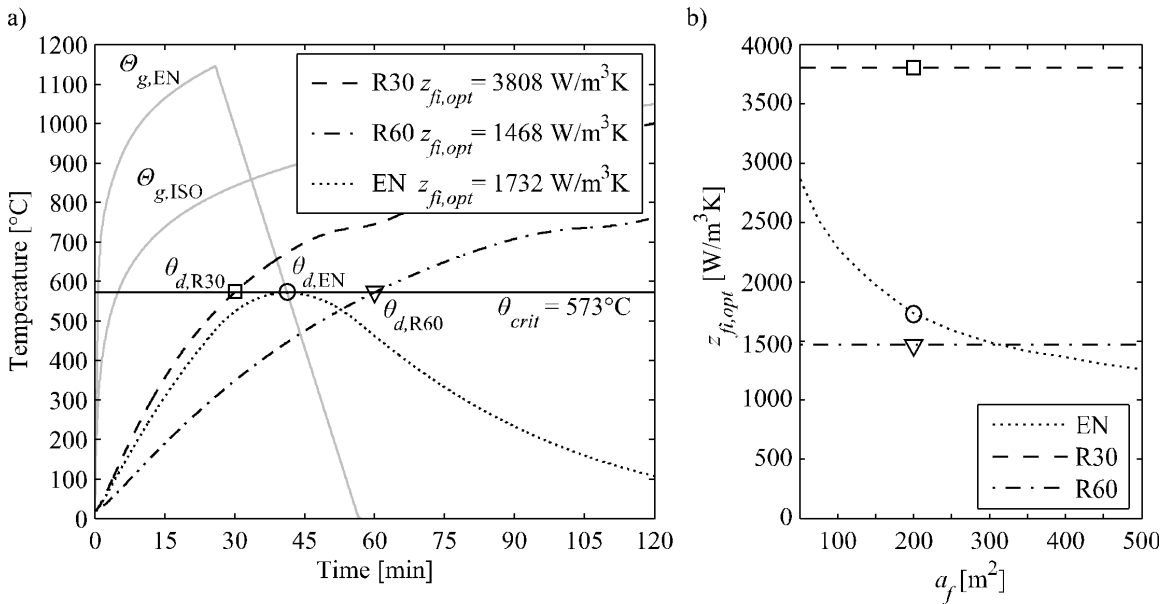 a)
1200
1100
1000
900
800
700
600
500
400
300
200
100
0
Temperature [°C]
Θg,EN
Θg,ISO
R30 zfi,opt = 3808 W/m³K
R60 zfi,opt = 1468 W/m³K
EN zfi,opt = 1732 W/m³K
θd,R30
θd,EN
θd,R60
θcrit = 573°C
0 15 30 45 60 75 90 105 120
Time [min]
b)
4000
3500
3000
2500
2000
1500
1000
500
0
zfi,opt [W/m³K]
EN
R30
R60
100 200 300 400 500
af [m²]